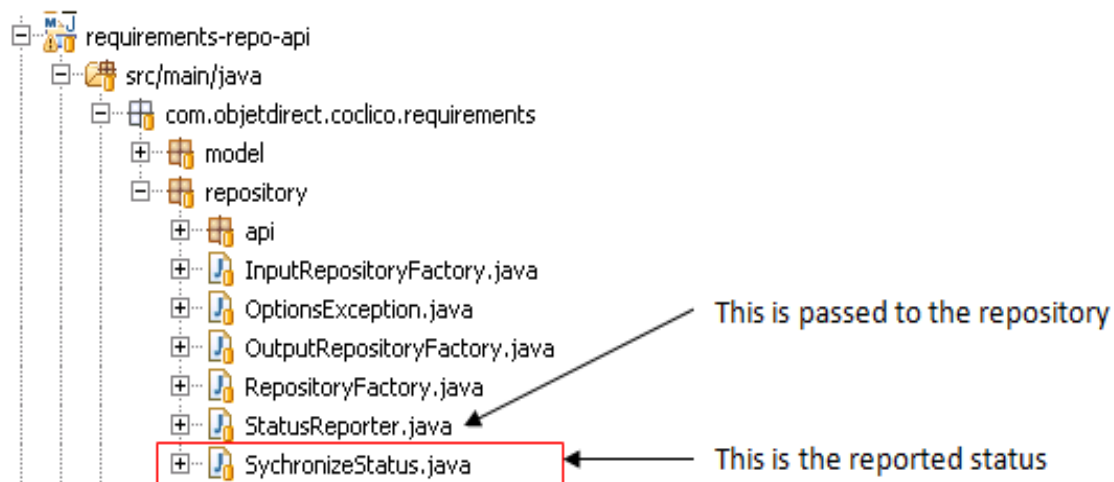 requirements-repo-api
src/main/java
com.objetdirect.coclico.requirements
model
repository
api
InputRepositoryFactory.java
OptionsException.java
This is passed to the repository
OutputRepositoryFactory.java
RepositoryFactory.java
StatusReporter.java
SychronizeStatus.java
This is the reported status